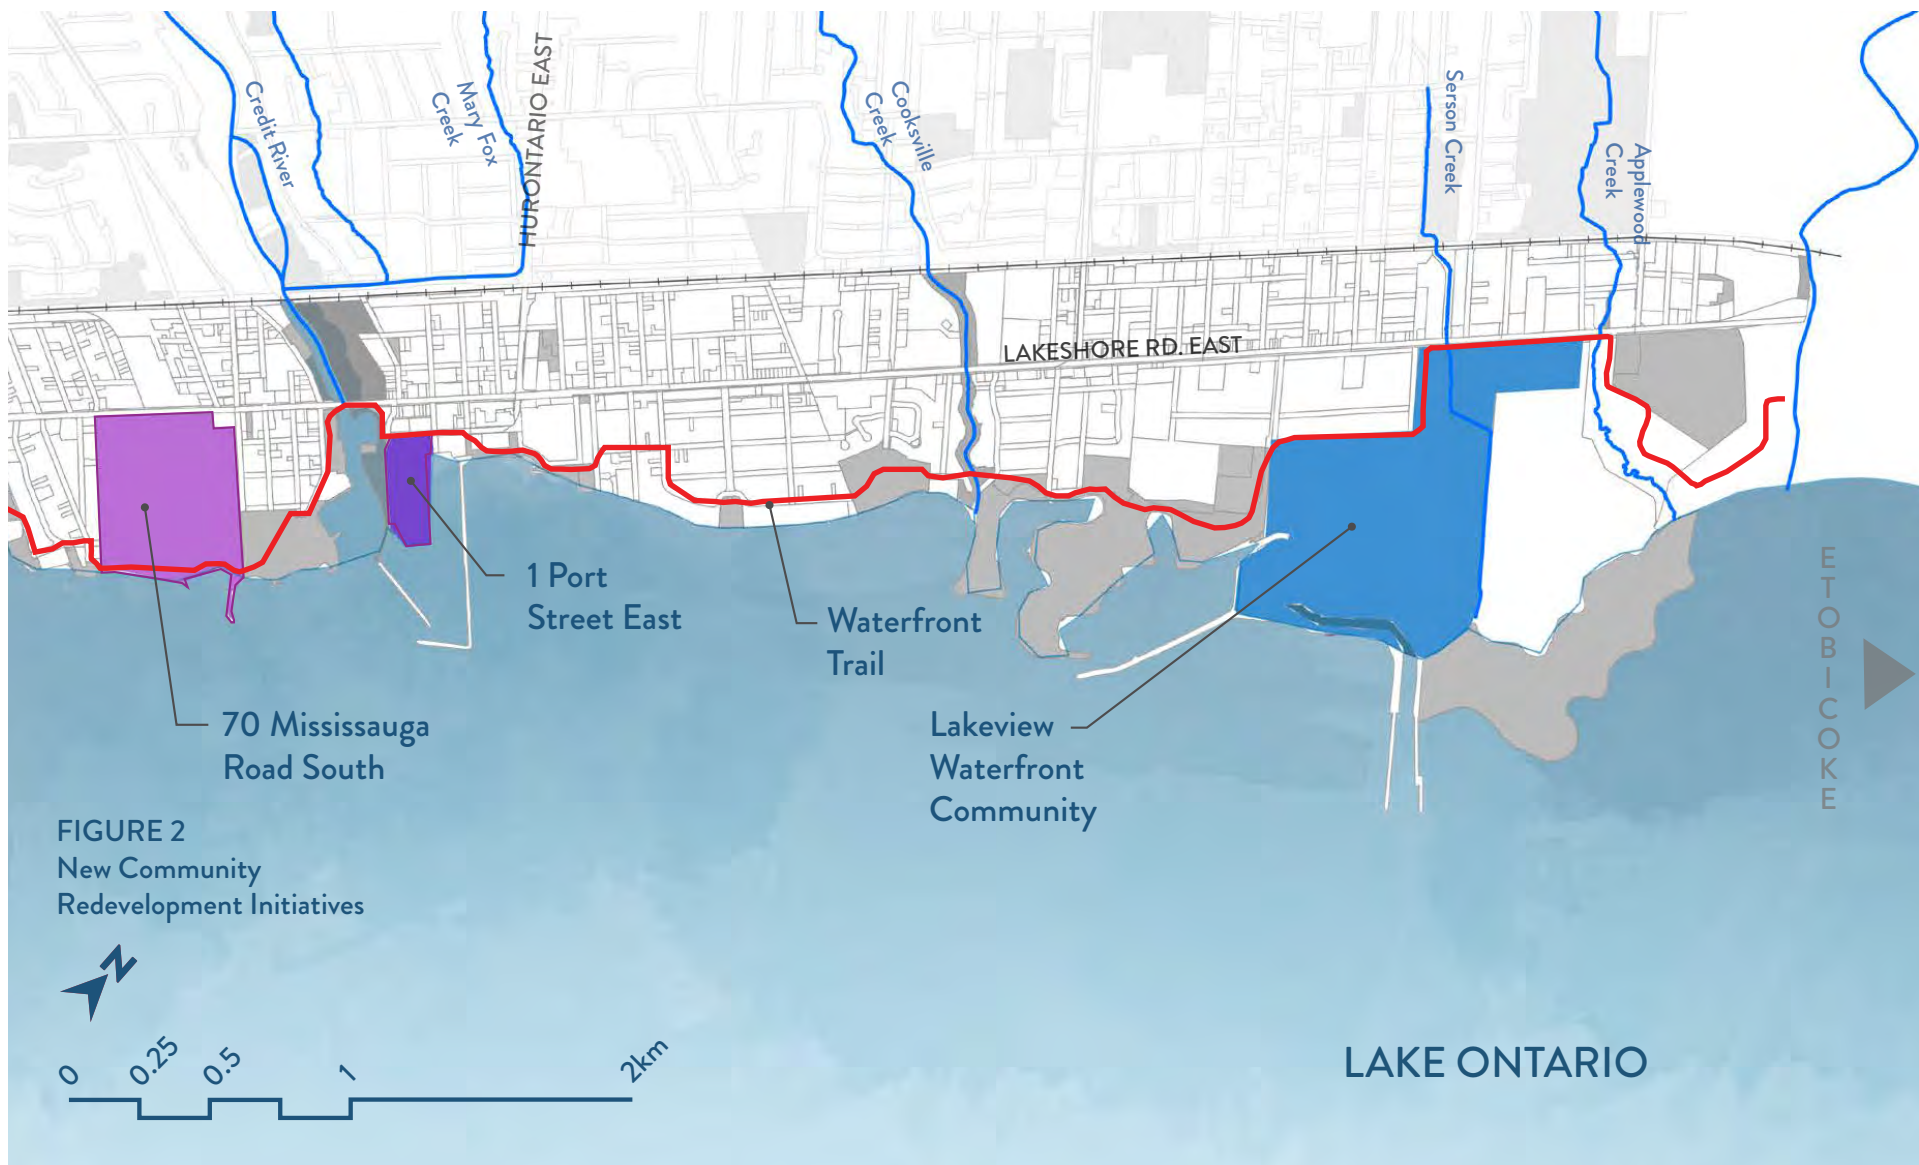 Credit River
Mary Fox
Creek
HURONTARIO EAST
Cooksville
Creek
Serson Creek
Applewood
Creek
LAKESHORE RD. EAST
1 Port
Street East
Waterfront
Trail
70 Mississauga
Road South
Lakeview
Waterfront
Community
ETOBICOKE
FIGURE 2
New Community
Redevelopment Initiatives
N
0 0.25 0.5 1 2km
LAKE ONTARIO